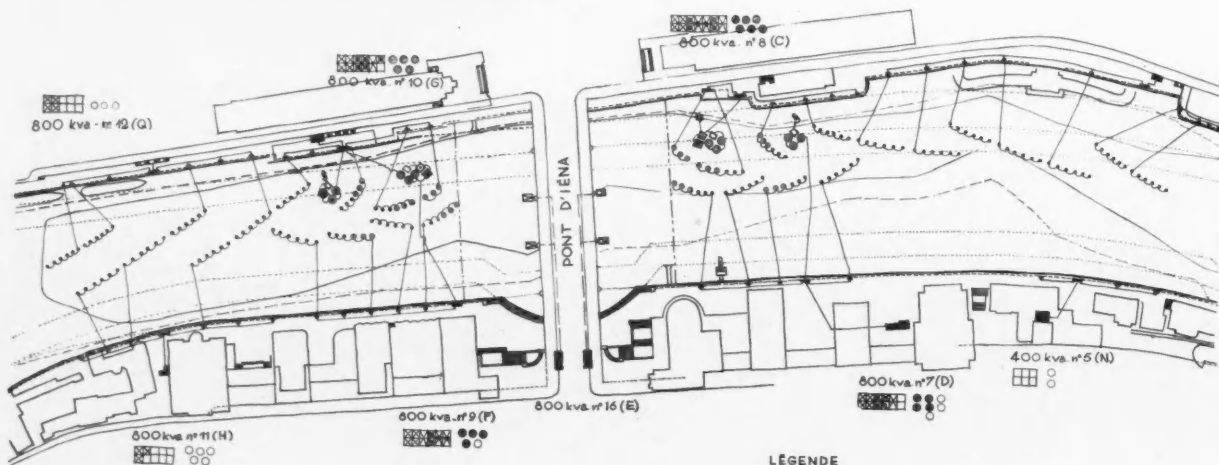 800 kva. n°8 (C)
800 kva. n°10 (G)
800 kva - n°12 (Q)
PONT D'IÉNA
400 kva. n°5 (N)
800 kva n°7 (D)
800 kva n°16 (E)
800 kva. n°9 (F)
800 kva n°11 (H)
LÉGENDE